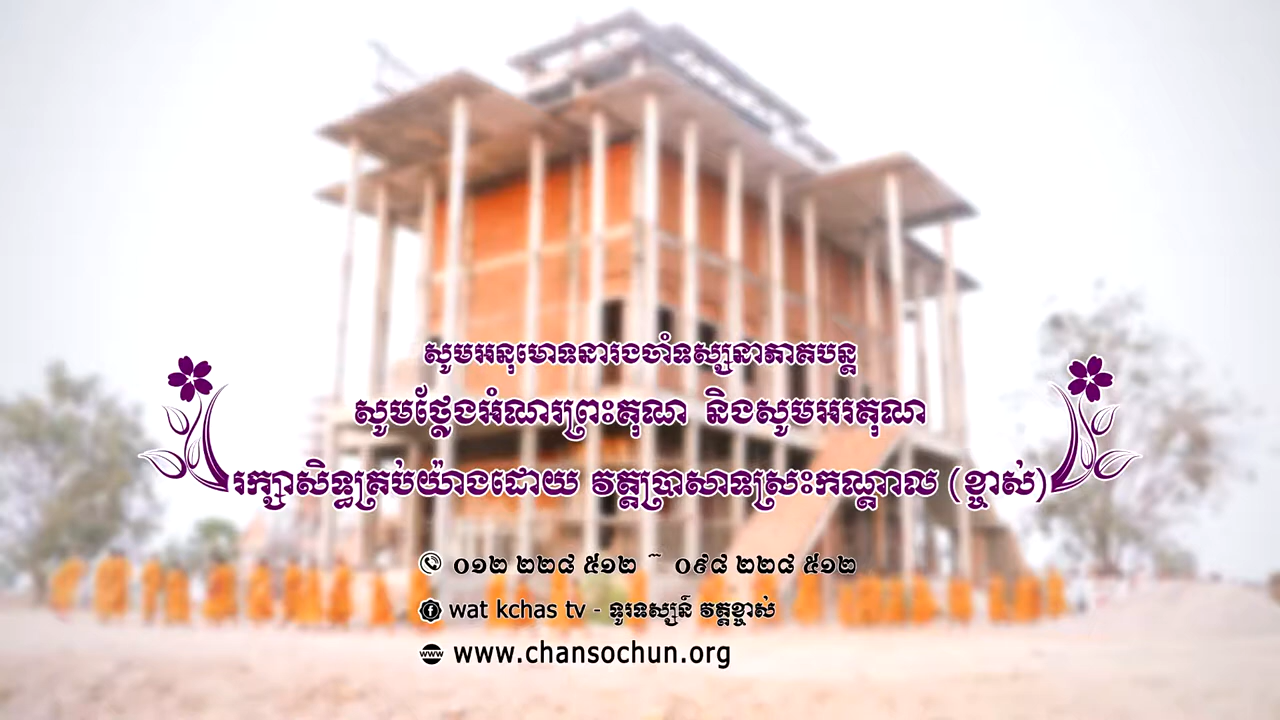 សូមអនុមោទនារងចាំទស្សនាភាគបន្ត
សូមថ្លែងអំណរព្រះគុណ និងសូមអរគុណ
រក្សាសិទ្ធគ្រប់យ៉ាងដោយ វត្តប្រាសាទស្រះកណ្ដាល (ខ្ចាស់)
០១២ ២២៨ ៥១២ ~ ០៩៨ ២២៨ ៥១២
wat kchas tv - ទូរទស្សន៍ វត្តខ្ចាស់
www www.chansochun.org